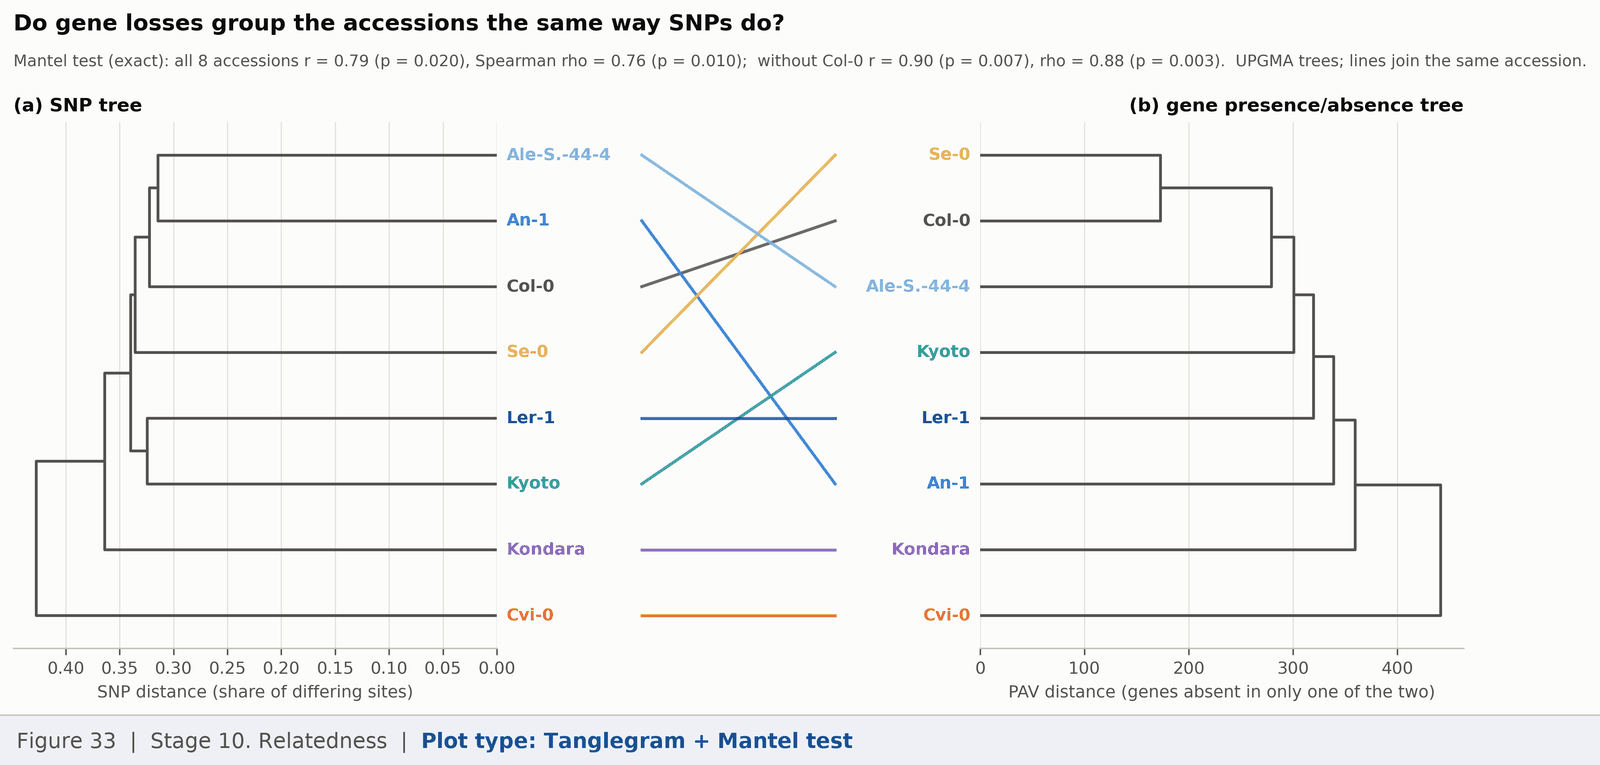 Do gene losses group the accessions the same way SNPs do?
Mantel test (exact): all 8 accessions r = 0.79 (p = 0.020), Spearman rho = 0.76 (p = 0.010);  without Col-0 r = 0.90 (p = 0.007), rho = 0.88 (p = 0.003).  UPGMA trees; lines join the same accession.
(a) SNP tree
(b) gene presence/absence tree
Ale-S.-44-4
An-1
Col-0
Se-0
Ler-1
Kyoto
Kondara
Cvi-0
0.40 0.35 0.30 0.25 0.20 0.15 0.10 0.05 0.00
SNP distance (share of differing sites)
Se-0
Col-0
Ale-S.-44-4
Kyoto
Ler-1
An-1
Kondara
Cvi-0
0 100 200 300 400
PAV distance (genes absent in only one of the two)
Figure 33 | Stage 10. Relatedness | Plot type: Tanglegram + Mantel test